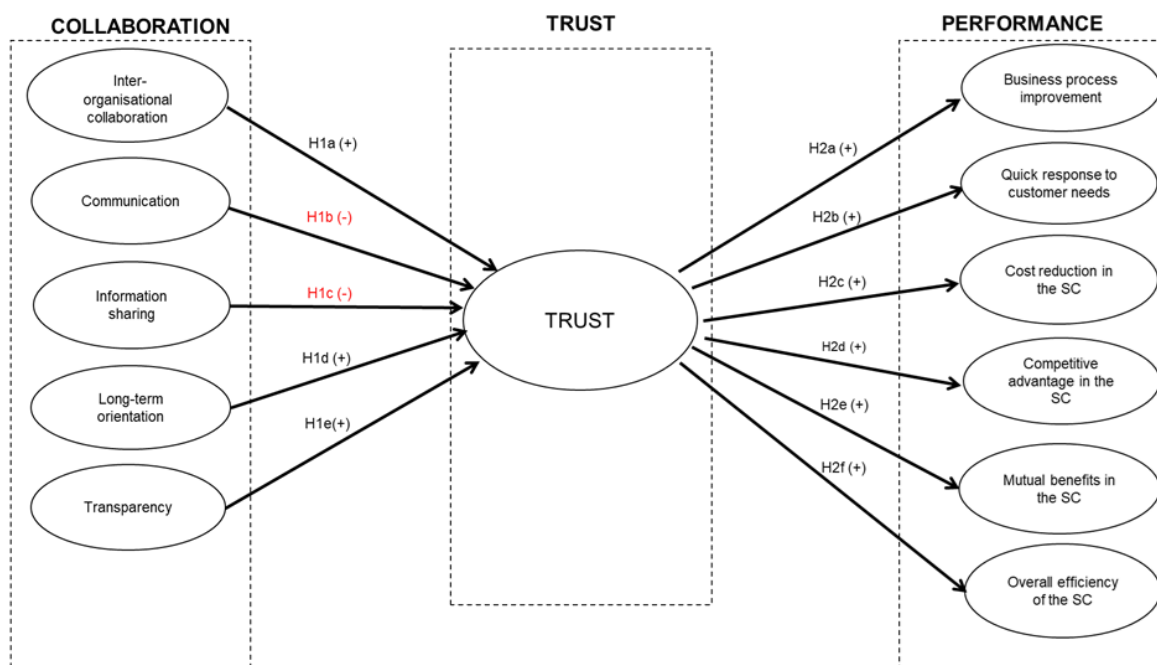 COLLABORATION
Inter-
organisational
collaboration
Communication
Information
sharing
Long-term
orientation
Transparency
H1a (+)
H1b (-)
H1c (-)
H1d (+)
H1e(+)
TRUST
TRUST
H2a (+)
H2b (+)
H2c (+)
H2d (+)
H2e (+)
H2f (+)
PERFORMANCE
Business process
improvement
Quick response to
customer needs
Cost reduction in
the SC
Competitive
advantage in the
SC
Mutual benefits in
the SC
Overall efficiency
of the SC